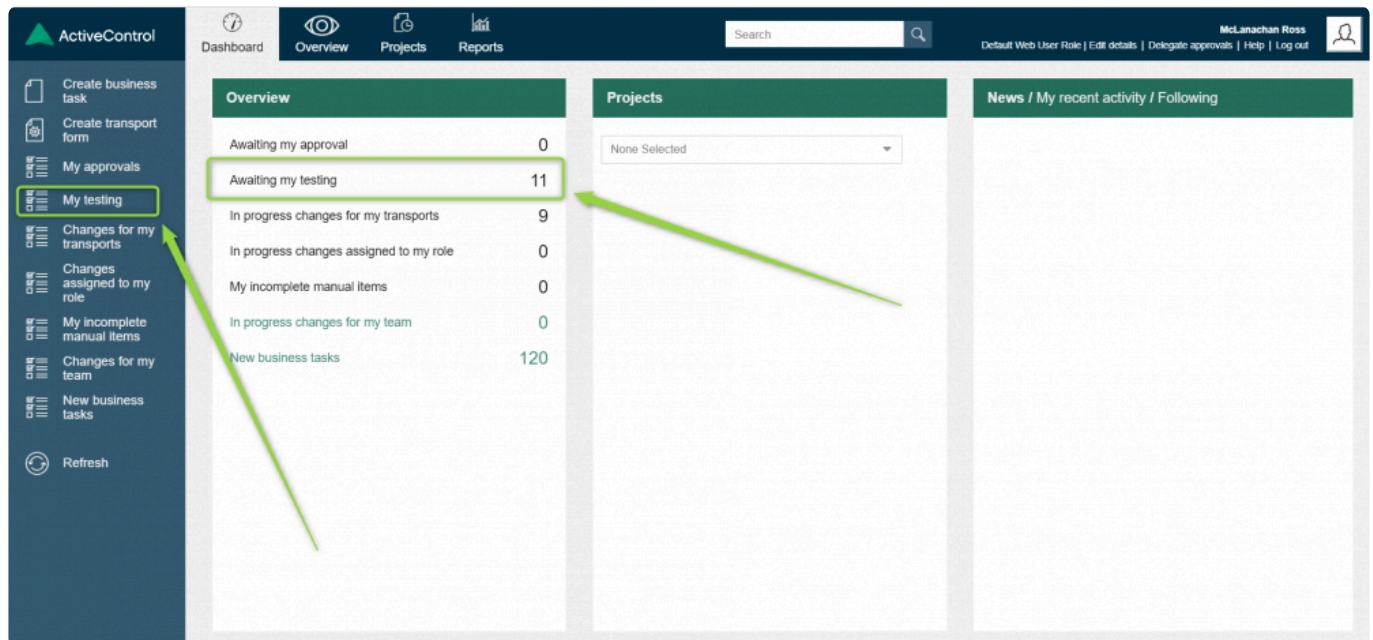 ActiveControl
Dashboard
Overview
Projects
Reports
Search
McLanachan Ross
Default Web User Role | Edit details | Delegate approvals | Help | Log out
Create business
task
Create transport
form
My approvals
My testing
Changes for my
transports
Changes
assigned to my
role
My incomplete
manual items
Changes for my
team
New business
tasks
Refresh
Overview
Awaiting my approval 0
Awaiting my testing 11
In progress changes for my transports 9
In progress changes assigned to my role 0
My incomplete manual items 0
In progress changes for my team 0
New business tasks 120
Projects
None Selected
News / My recent activity / Following